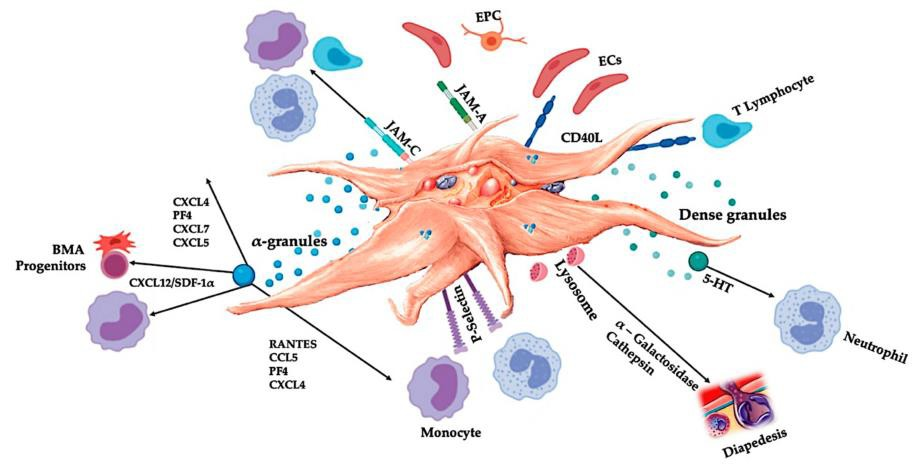 EPC
ECs
T Lymphocyte
JAM-A
JAM-C
CD40L
CXCL4
PF4
CXCL7
CXCL5
α-granules
Dense granules
BMA
Progenitors
CXCL12/SDF-1α
5-HT
Lysosome
P-Selectin
α – Galactosidase
Cathepsin
RANTES
CCL5
PF4
CXCL4
Neutrophil
Monocyte
Diapedesis